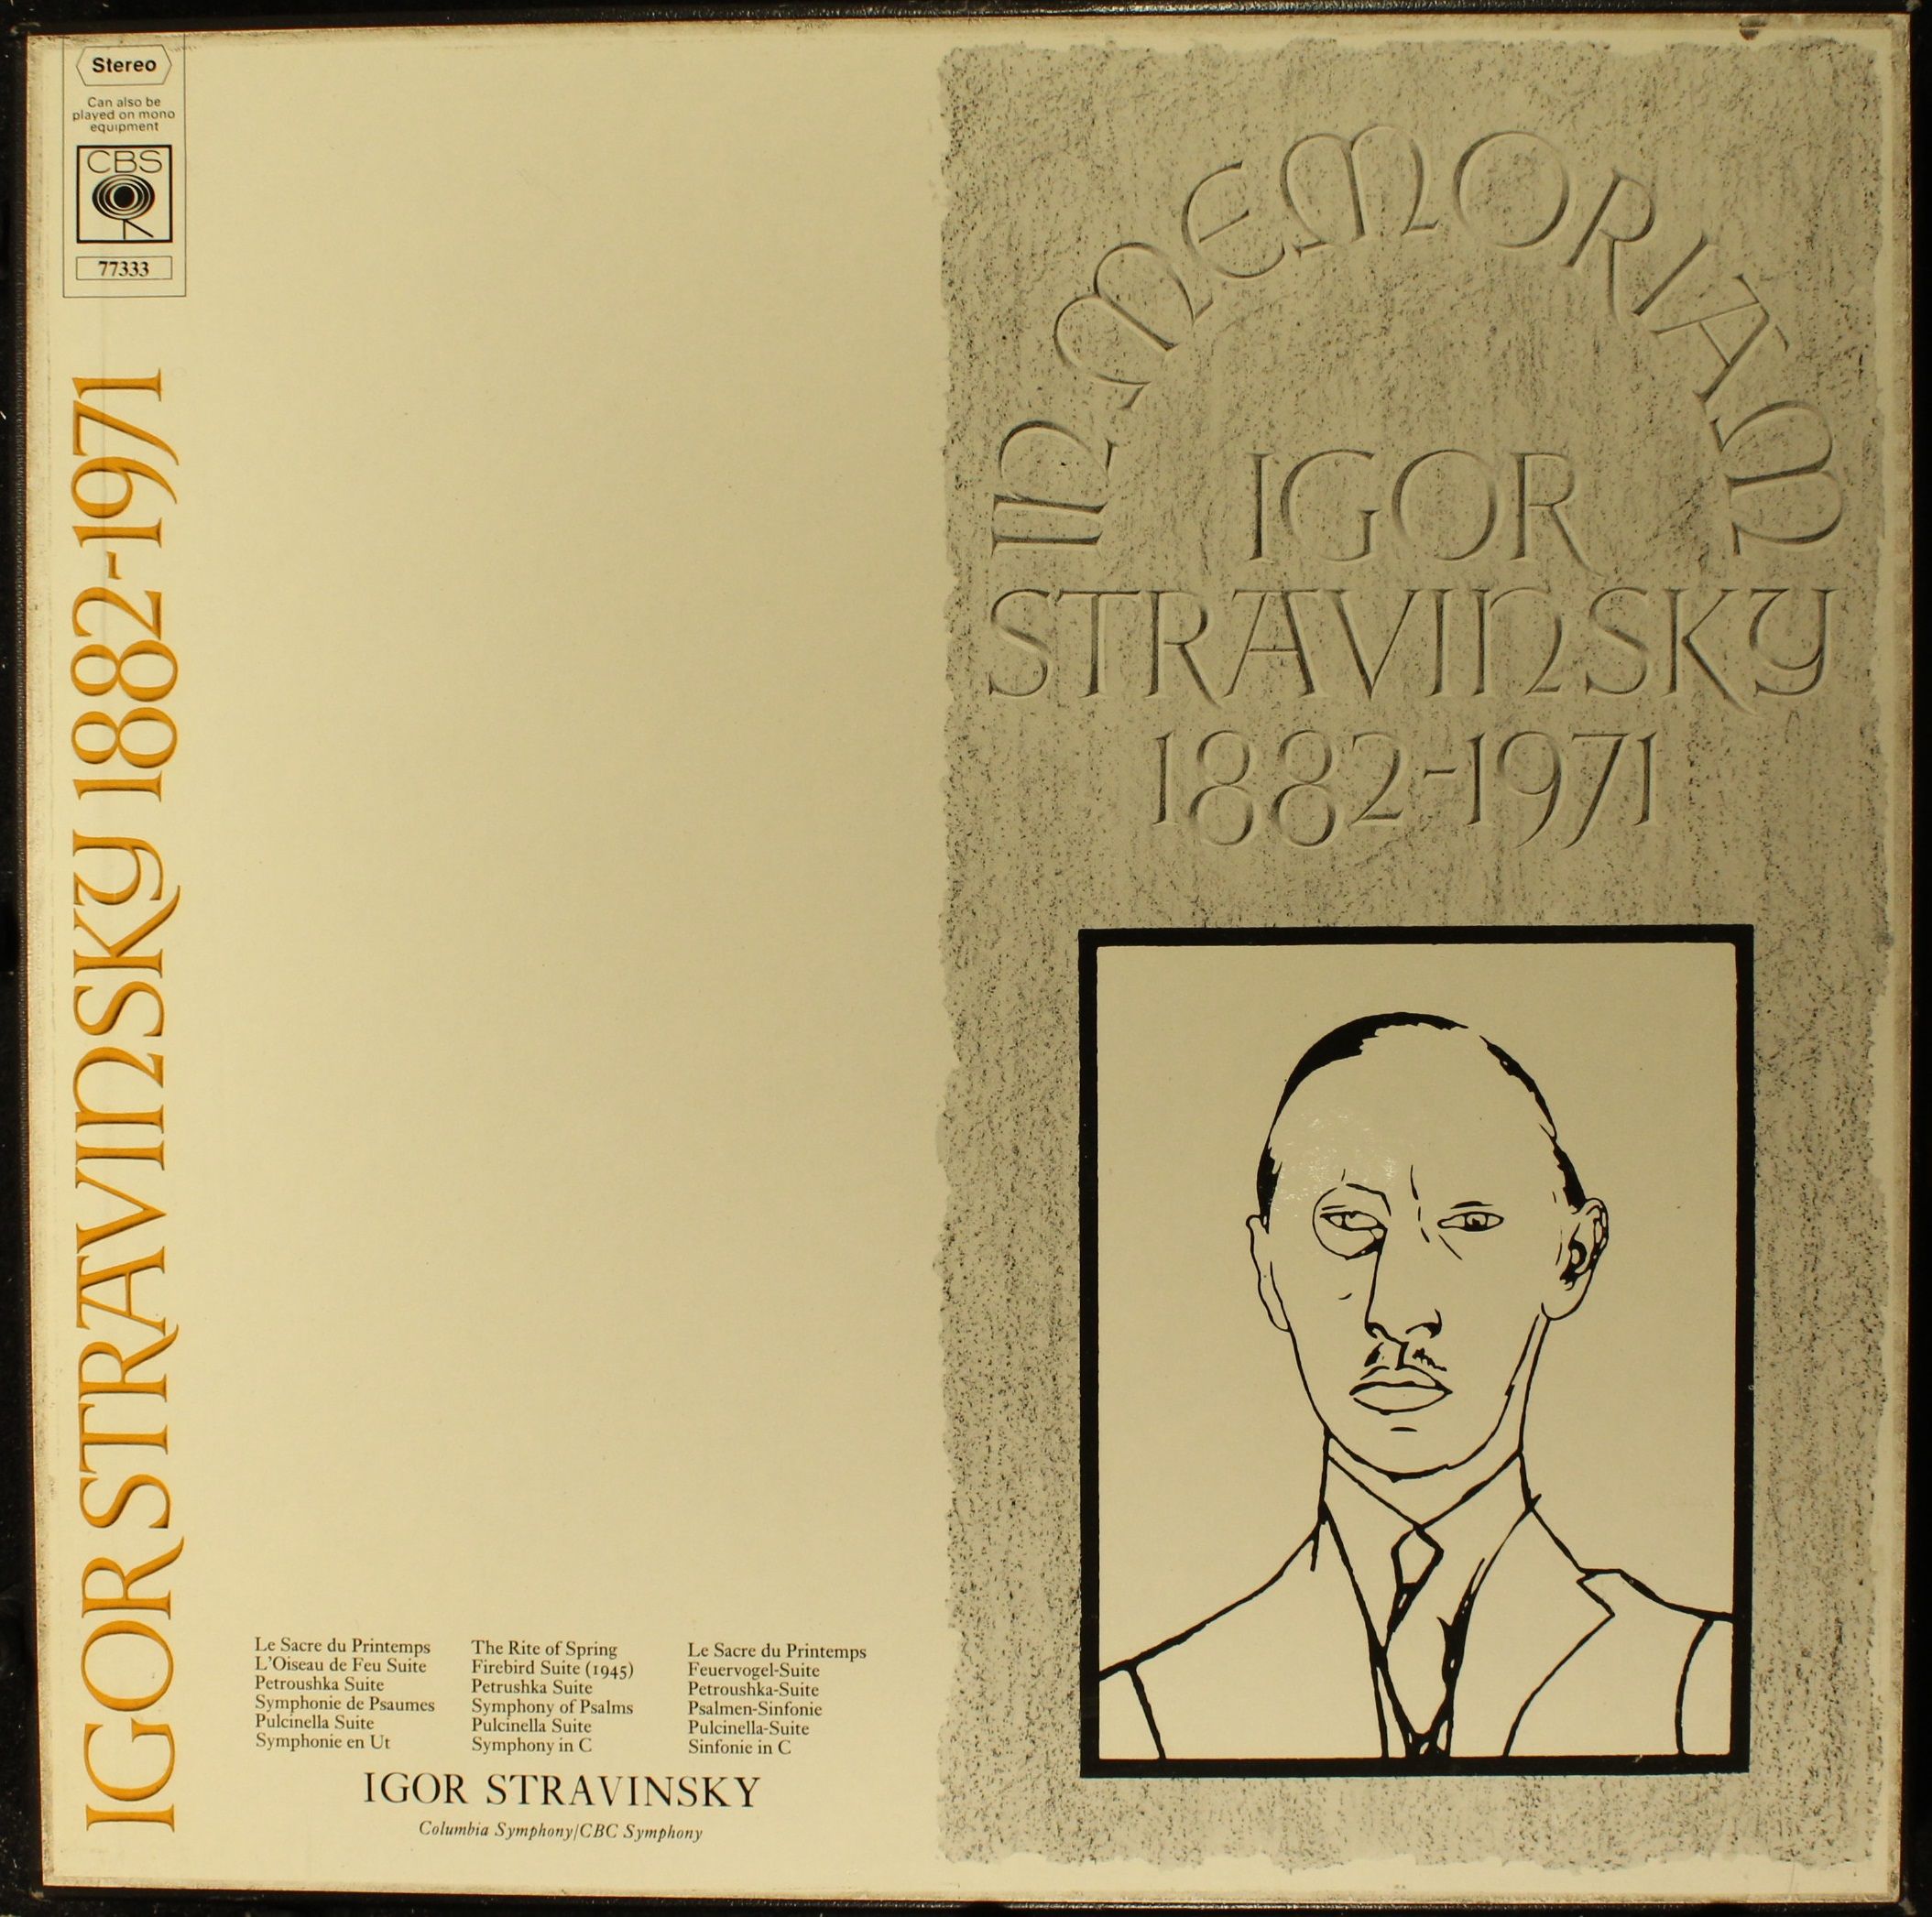 Stereo
Can also be
played on mono
equipment
CBS
77333
IGOR STRAVINSKY 1882-1971
IN MEMORIAM
IGOR
STRAVINSKY
1882-1971
Le Sacre du Printemps
L'Oiseau de Feu Suite
Petroushka Suite
Symphonie de Psaumes
Pulcinella Suite
Symphonie en Ut
The Rite of Spring
Firebird Suite (1945)
Petrushka Suite
Symphony of Psalms
Pulcinella Suite
Symphony in C
Le Sacre du Printemps
Feuervogel-Suite
Petroushka-Suite
Psalmen-Sinfonie
Pulcinella-Suite
Sinfonie in C
IGOR STRAVINSKY
Columbia Symphony/CBC Symphony